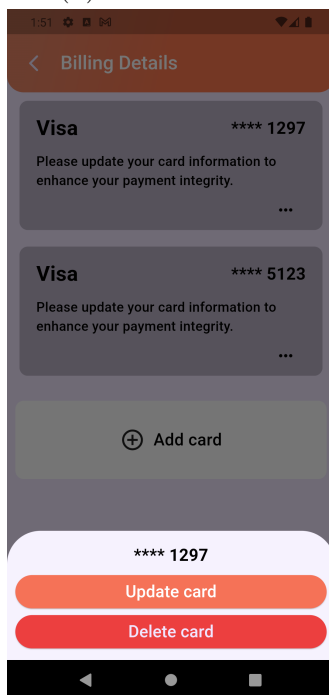 1:51
Billing Details
Visa **** 1297
Please update your card information to
enhance your payment integrity.
...
Visa **** 5123
Please update your card information to
enhance your payment integrity.
...
Add card
**** 1297
Update card
Delete card